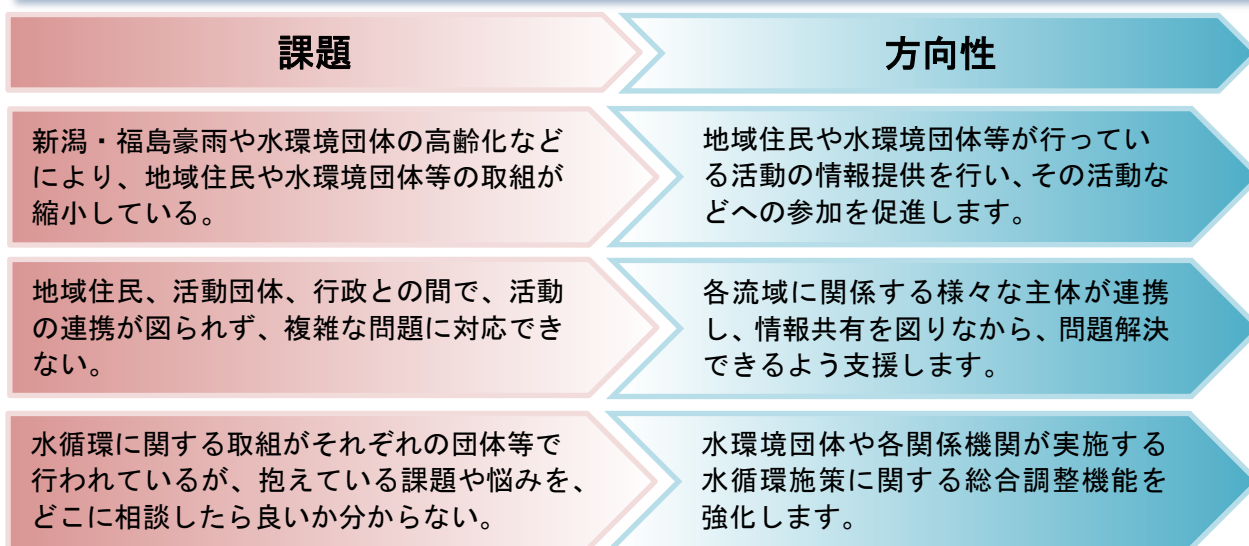 課題
方向性
新潟・福島豪雨や水環境団体の高齢化など
により、地域住民や水環境団体等の取組が
縮小している。
地域住民や水環境団体等が行ってい
る活動の情報提供を行い、その活動な
どへの参加を促進します。
地域住民、活動団体、行政との間で、活動
の連携が図られず、複雑な問題に対応でき
ない。
各流域に関係する様々な主体が連携
し、情報共有を図りなから、問題解決
できるよう支援します。
水循環に関する取組がそれぞれの団体等で
行われているが、抱えている課題や悩みを、
どこに相談したら良いか分からない。
水環境団体や各関係機関が実施する
水循環施策に関する総合調整機能を
強化します。